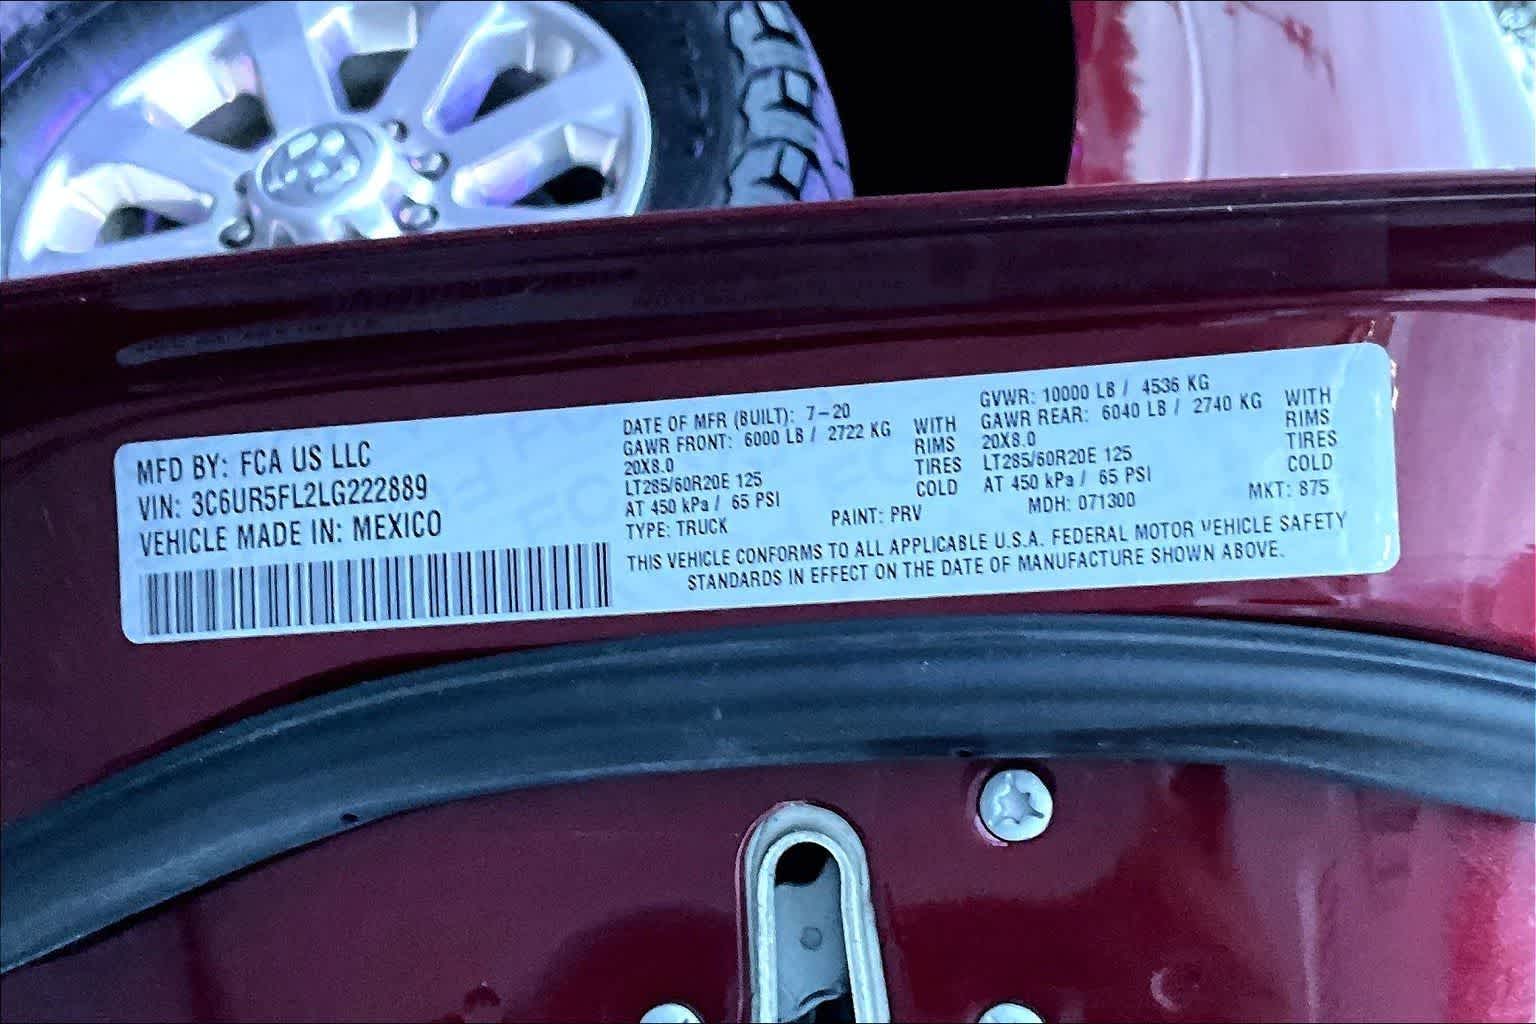 MFD BY: FCA US LLC
VIN: 3C6UR5FL2LG222889
VEHICLE MADE IN: MEXICO
DATE OF MFR (BUILT): 7-20
GAWR FRONT: 6000 LB / 2722 KG WITH
20X8.0 RIMS
LT285/60R20E 125 TIRES
AT 450 kPa / 65 PSI COLD
TYPE: TRUCK PAINT: PRV
GVWR: 10000 LB / 4536 KG
GAWR REAR: 6040 LB / 2740 KG WITH
20X8.0 RIMS
LT285/60R20E 125 TIRES
AT 450 kPa / 65 PSI COLD
MDH: 071300 MKT: 875
THIS VEHICLE CONFORMS TO ALL APPLICABLE U.S.A. FEDERAL MOTOR VEHICLE SAFETY
STANDARDS IN EFFECT ON THE DATE OF MANUFACTURE SHOWN ABOVE.